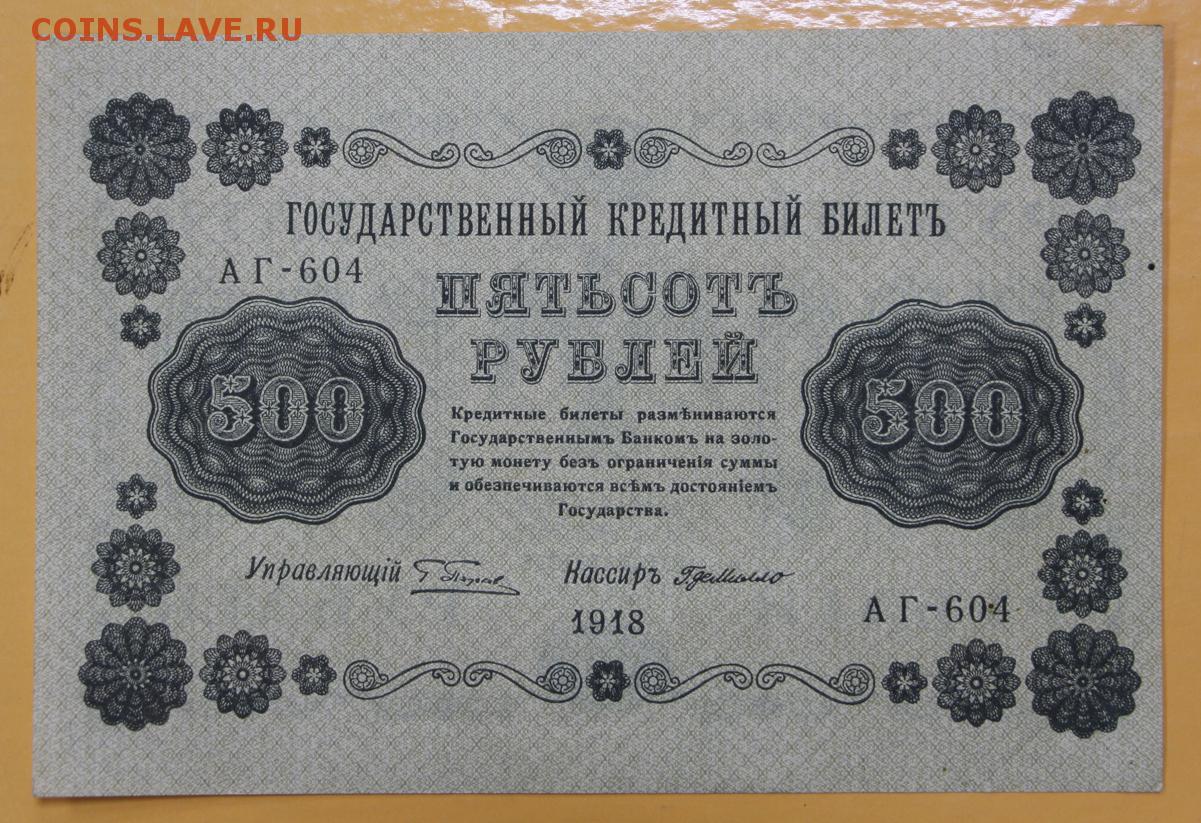 COINS.LAVE.RU
ГОСУДАРСТВЕННЫЙ КРЕДИТНЫЙ БИЛЕТЪ
АГ-604
ПЯТЬСОТЪ
РУБЛЕЙ
500
500
Кредитные билеты размѣниваются
Государственнымъ Банкомъ на золо-
тую монету безъ ограниченія суммы
и обезпечиваются всѣмъ достояніемъ
Государства.
Управляющій
Кассиръ
ГдеМилло
1918
АГ-604